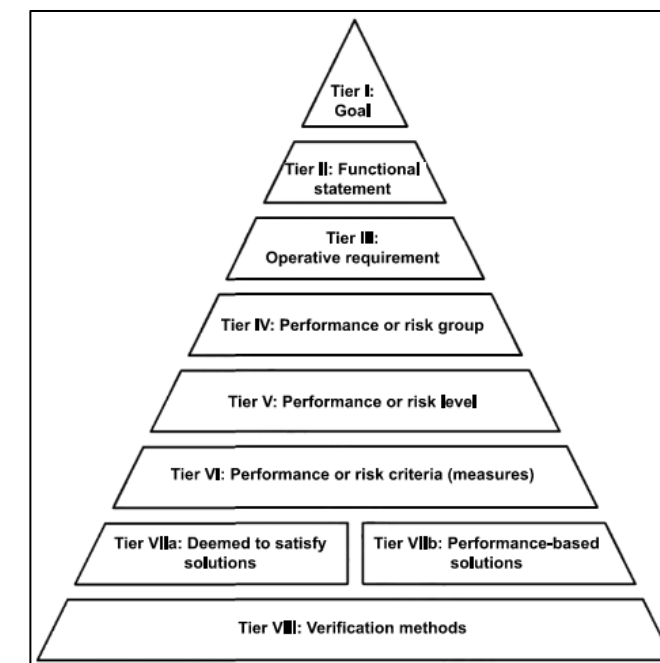 Tier I:
Goal
Tier II: Functional
statement
Tier III:
Operative requirement
Tier IV: Performance or risk group
Tier V: Performance or risk level
Tier VI: Performance or risk criteria (measures)
Tier VIIa: Deemed to satisfy
solutions
Tier VIIb: Performance-based
solutions
Tier VIII: Verification methods